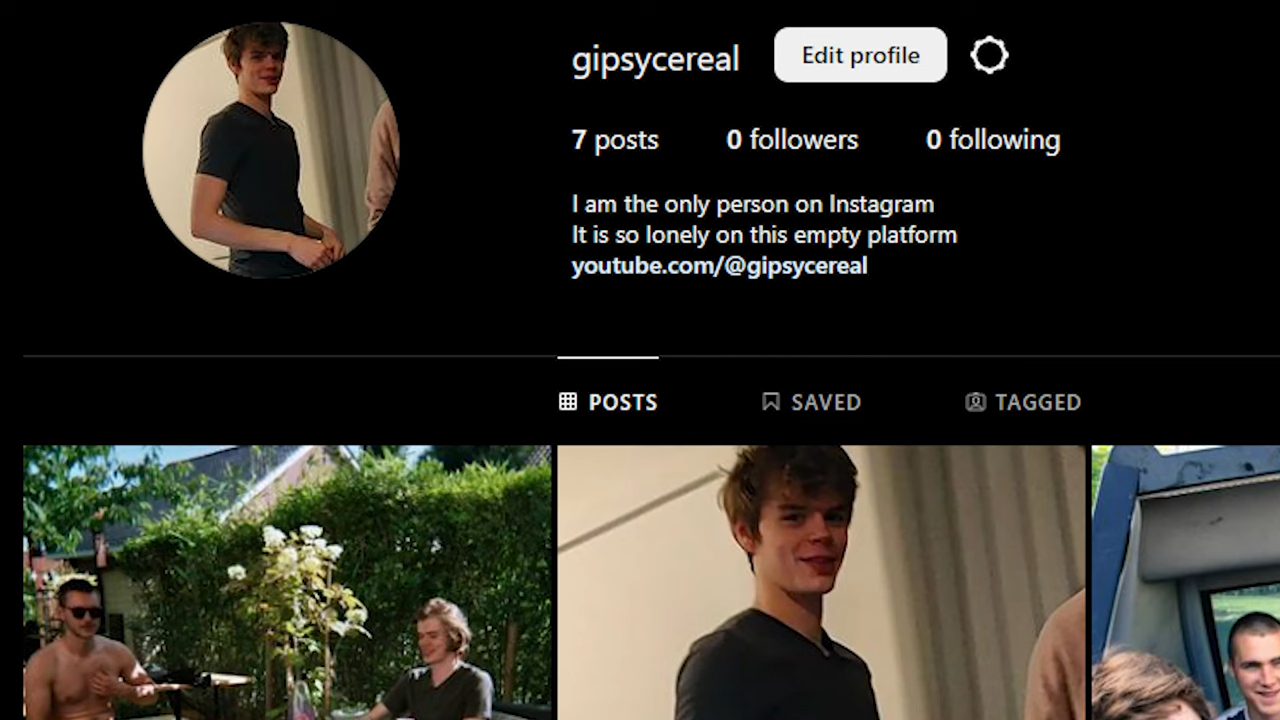 gipsycereal Edit profile
7 posts 0 followers 0 following
I am the only person on Instagram
It is so lonely on this empty platform
youtube.com/@gipsycereal
POSTS SAVED TAGGED